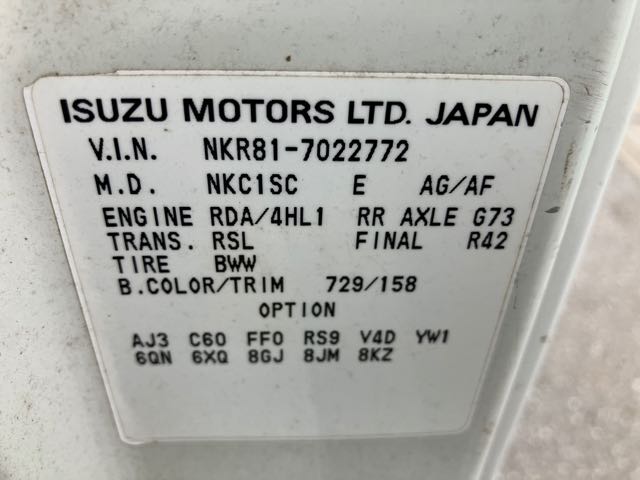 ISUZU MOTORS LTD. JAPAN
V.I.N. NKR81-7022772
M.D. NKC1SC E AG/AF
ENGINE RDA/4HL1 RR AXLE G73
TRANS. RSL FINAL R42
TIRE BWW
B.COLOR/TRIM 729/158
OPTION
AJ3 C60 FF0 RS9 V4D YW1
6QN 6XQ 8GJ 8JM 8KZ